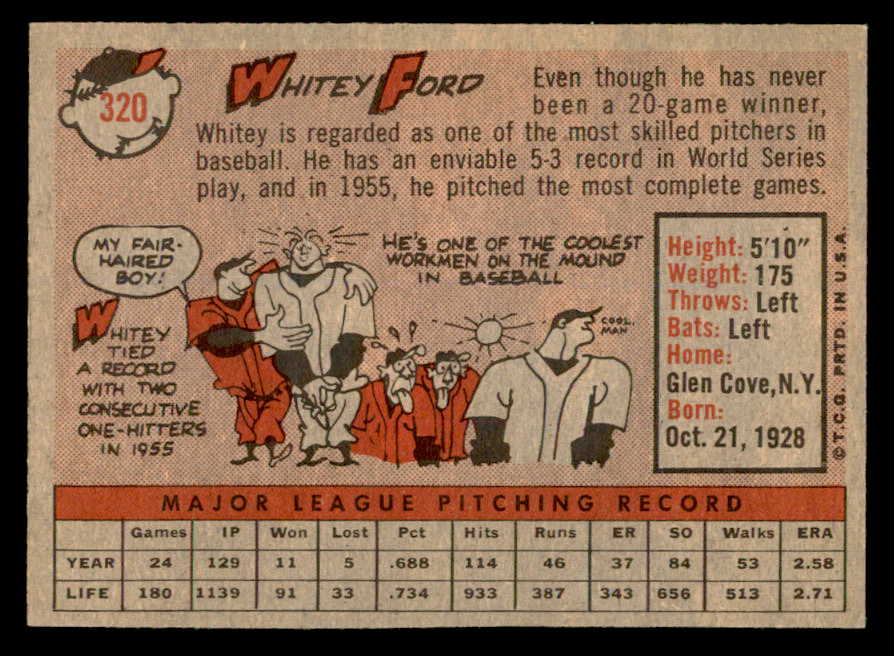 320
WHITEY FORD
Even though he has never
been a 20-game winner,
Whitey is regarded as one of the most skilled pitchers in
baseball. He has an enviable 5-3 record in World Series
play, and in 1955, he pitched the most complete games.
MY FAIR-
HAIRED
BOY!
HE'S ONE OF THE COOLEST
WORKMEN ON THE MOUND
IN BASEBALL
WHITEY
TIED
A RECORD
WITH TWO
CONSECUTIVE
ONE-HITTERS
IN 1955
COOL,
MAN
Height: 5'10"
Weight: 175
Throws: Left
Bats: Left
Home:
Glen Cove, N.Y.
Born:
Oct. 21, 1928
© T.C.G. PRTD. IN U.S.A.
MAJOR LEAGUE PITCHING RECORD
Games IP Won Lost Pct Hits Runs ER SO Walks ERA
YEAR 24 129 11 5 .688 114 46 37 84 53 2.58
LIFE 180 1139 91 33 .734 933 387 343 656 513 2.71